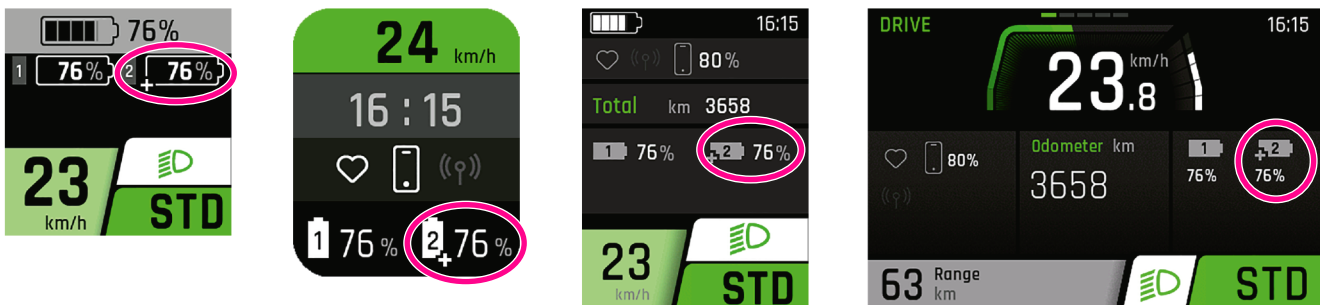 76%
1 76% 2 76%
23
km/h
STD
24 km/h
16 : 15
1 76 % 2 76 %
16:15
80%
Total km 3658
1 76% 2 76%
23
km/h
STD
DRIVE 16:15
23.8 km/h
80%
Odometer km
3658
1 2
76% 76%
63 Range
km
STD